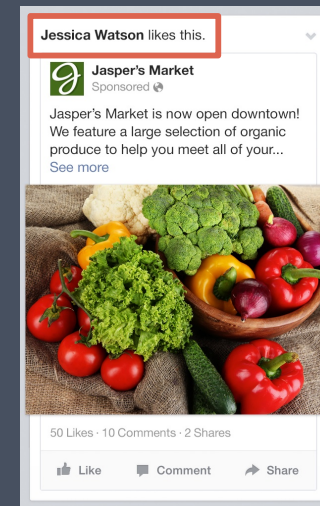 Jessica Watson likes this.
Jasper's Market
Sponsored
Jasper's Market is now open downtown!
We feature a large selection of organic
produce to help you meet all of your...
See more
50 Likes · 10 Comments · 2 Shares
Like Comment Share